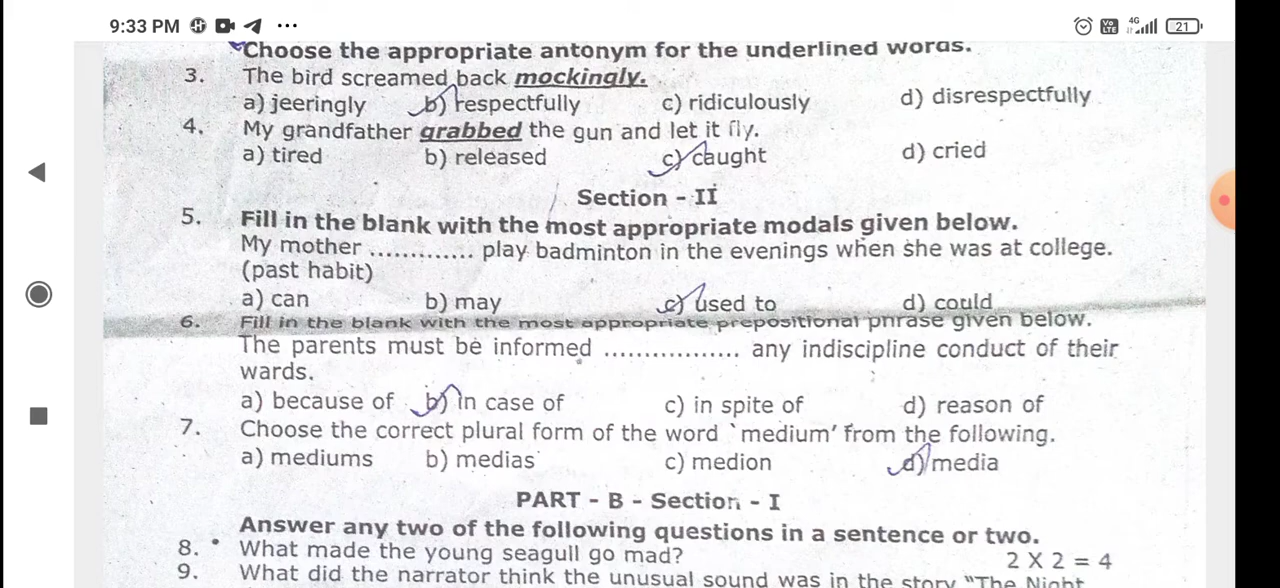 9:33 PM ...
Vo LTE 4G 21
Choose the appropriate antonym for the underlined words.
3. The bird screamed back mockingly.
a) jeeringly b) respectfully c) ridiculously d) disrespectfully
4. My grandfather grabbed the gun and let it fly.
a) tired b) released c) caught d) cried
Section - II
5. Fill in the blank with the most appropriate modals given below.
My mother ............. play badminton in the evenings when she was at college.
(past habit)
a) can b) may c) used to d) could
6. Fill in the blank with the most appropriate prepositional phrase given below.
The parents must be informed ................. any indiscipline conduct of their
wards.
a) because of b) in case of c) in spite of d) reason of
7. Choose the correct plural form of the word `medium' from the following.
a) mediums b) medias c) medion d) media
PART - B - Section - I
Answer any two of the following questions in a sentence or two.
8. What made the young seagull go mad? 2 X 2 = 4
9. What did the narrator think the unusual sound was in the story "The Night